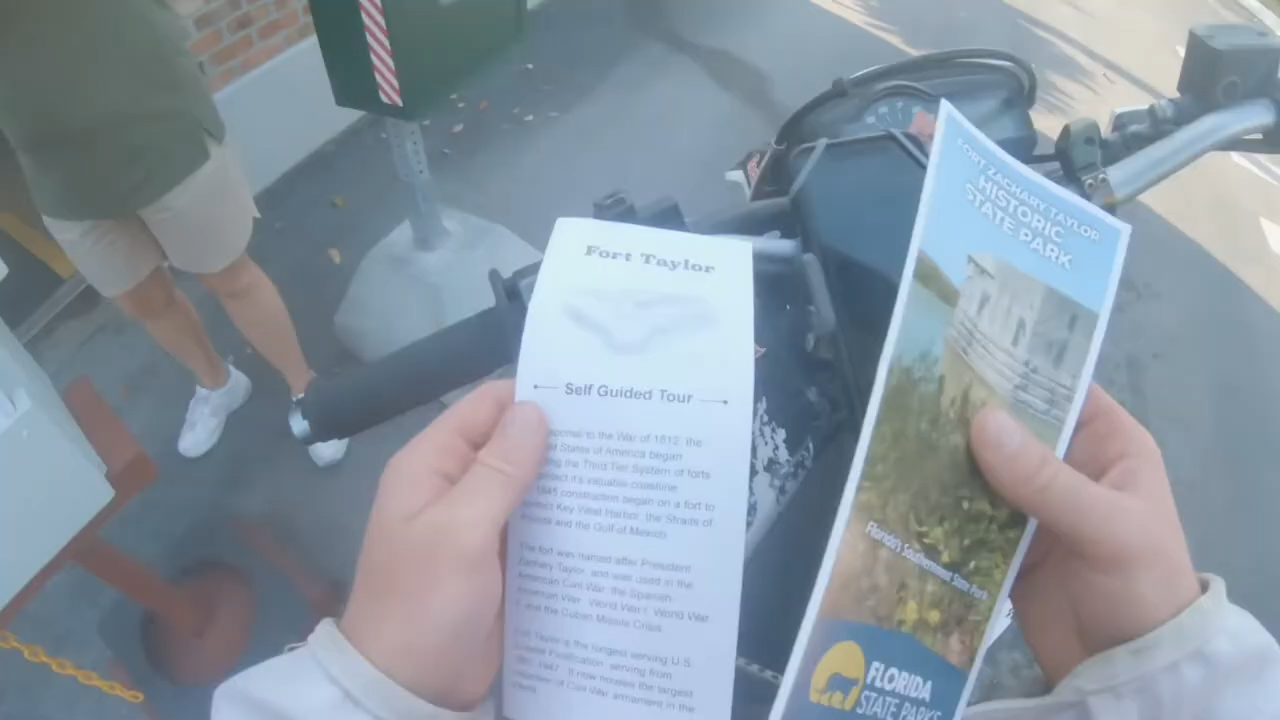 Fort Taylor
Self Guided Tour
to the War of 1812, the
States of America began
the Third Tier System of forts
it's valuable coastline.
1845 construction began on a fort to
Key West Harbor, the Straits of
and the Gulf of Mexico.
The fort was named after President
Zachary Taylor, and was used in the
American Civil War, the Spanish
American War, World War I, World War
and the Cuban Missile Crisis.
Taylor is the longest serving U.S.
Fortification, serving from
1947. It now houses the largest
of Civil War armament in the
FORT ZACHARY TAYLOR
HISTORIC
STATE PARK
Florida's Southernmost State Park
FLORIDA
STATE PARKS